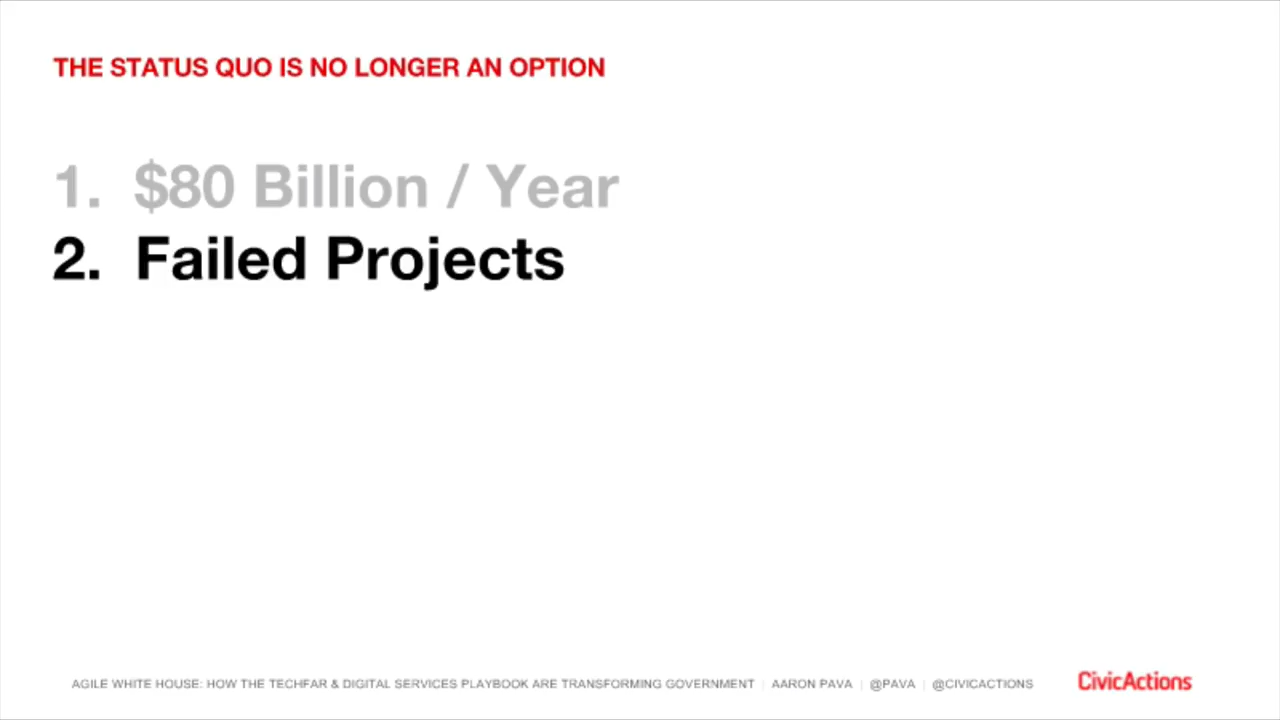 THE STATUS QUO IS NO LONGER AN OPTION
1. $80 Billion / Year
2. Failed Projects
AGILE WHITE HOUSE: HOW THE TECHFAR & DIGITAL SERVICES PLAYBOOK ARE TRANSFORMING GOVERNMENT | AARON PAVA | @PAVA | @CIVICACTIONS CivicActions